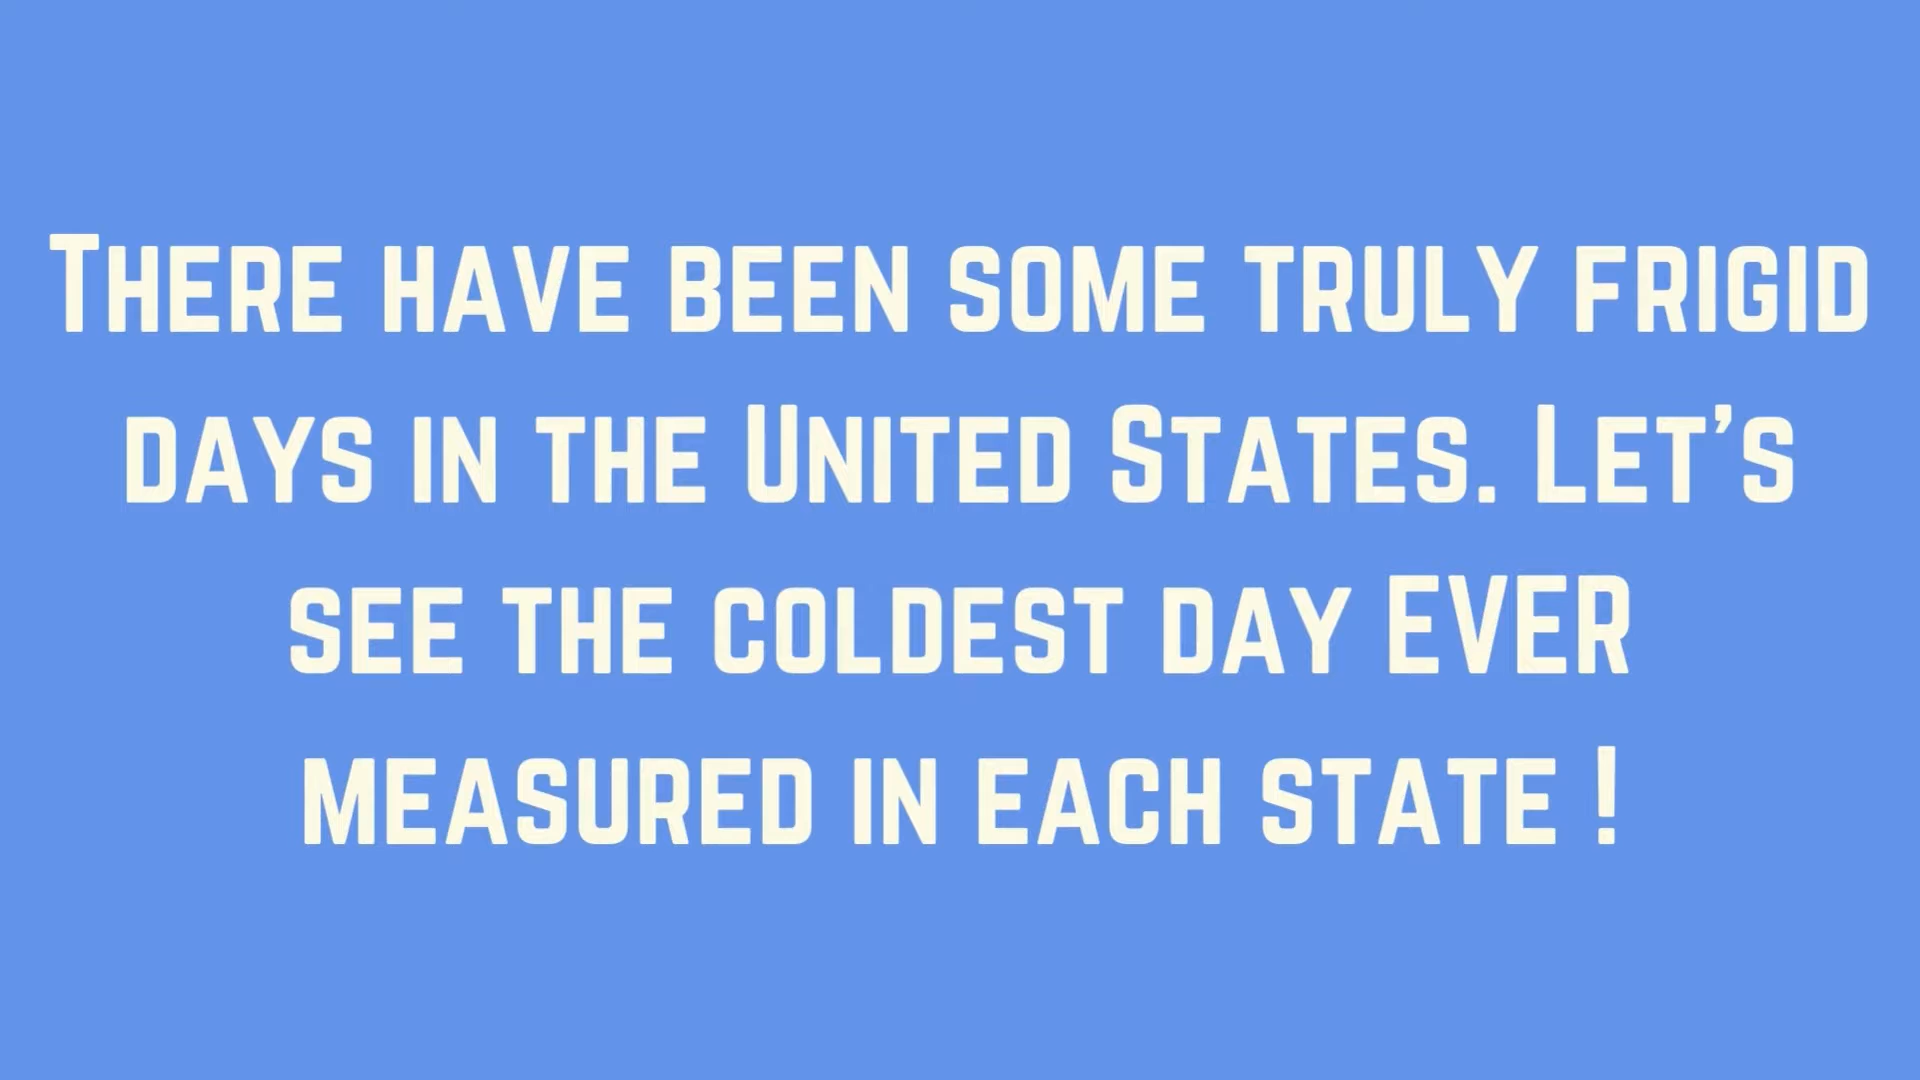 There have been some truly frigid
days in the United States. Let's
see the coldest day EVER
measured in each state !